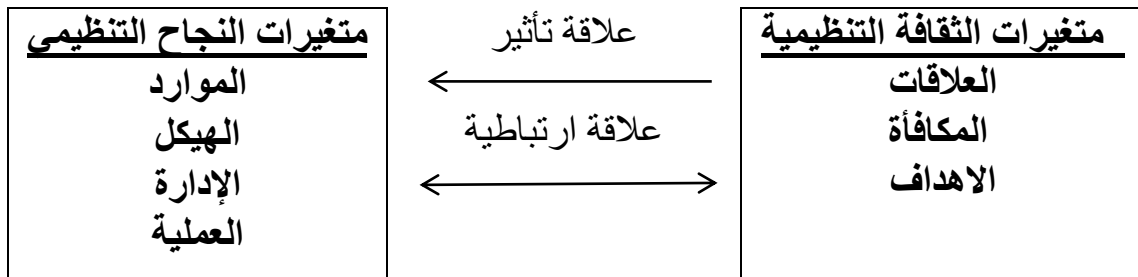 متغيرات الثقافة التنظيمية
العلاقات
المكافأة
الاهداف
علاقة تأثير
علاقة ارتباطية
متغيرات النجاح التنظيمي
الموارد
الهيكل
الإدارة
العملية